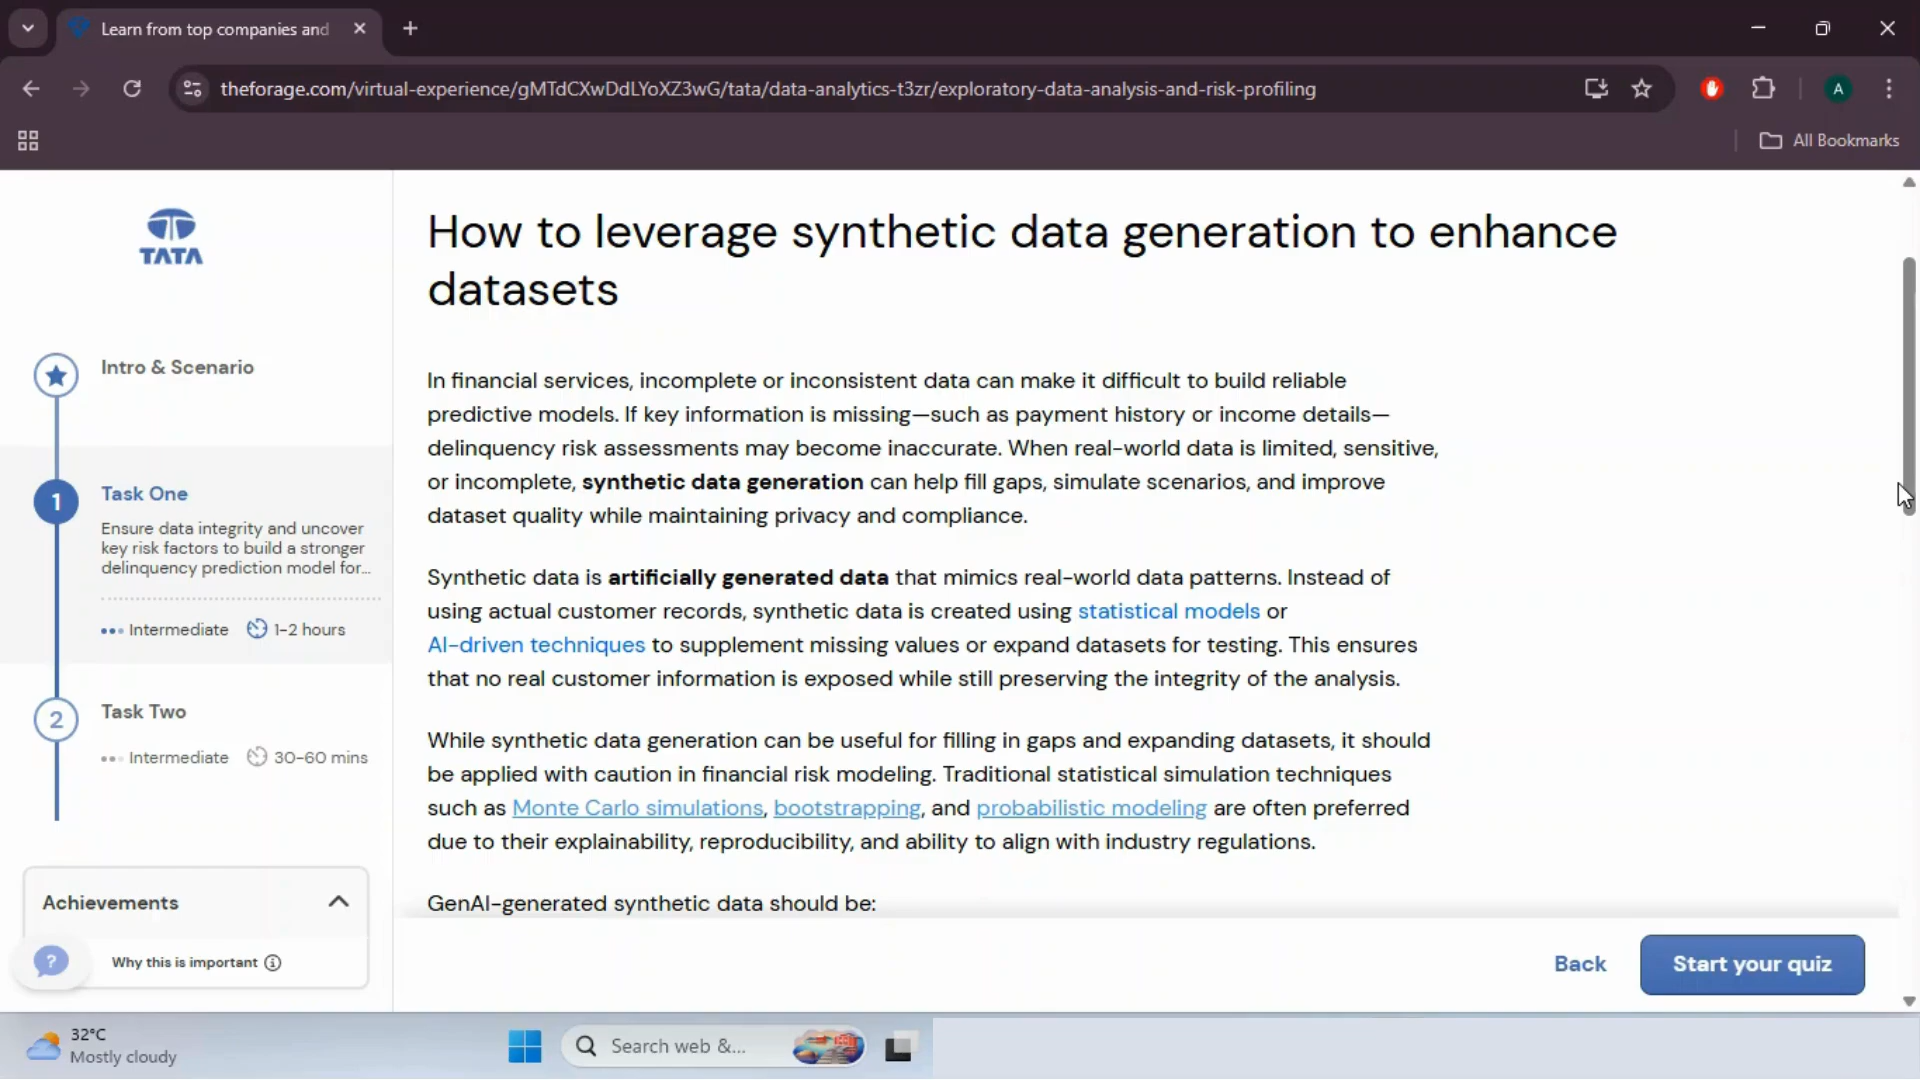 Learn from top companies and
theforage.com/virtual-experience/gMTdCXwDdLYoXZ3wG/tata/data-analytics-t3zr/exploratory-data-analysis-and-risk-profiling
A
All Bookmarks
TATA
Intro & Scenario
1
Task One
Ensure data integrity and uncover
key risk factors to build a stronger
delinquency prediction model for...
Intermediate
1-2 hours
2
Task Two
Intermediate
30-60 mins
Achievements
?
Why this is important
How to leverage synthetic data generation to enhance
datasets
In financial services, incomplete or inconsistent data can make it difficult to build reliable
predictive models. If key information is missing—such as payment history or income details—
delinquency risk assessments may become inaccurate. When real-world data is limited, sensitive,
or incomplete, synthetic data generation can help fill gaps, simulate scenarios, and improve
dataset quality while maintaining privacy and compliance.
Synthetic data is artificially generated data that mimics real-world data patterns. Instead of
using actual customer records, synthetic data is created using statistical models or
AI-driven techniques to supplement missing values or expand datasets for testing. This ensures
that no real customer information is exposed while still preserving the integrity of the analysis.
While synthetic data generation can be useful for filling in gaps and expanding datasets, it should
be applied with caution in financial risk modeling. Traditional statistical simulation techniques
such as Monte Carlo simulations, bootstrapping, and probabilistic modeling are often preferred
due to their explainability, reproducibility, and ability to align with industry regulations.
GenAI-generated synthetic data should be:
Back
Start your quiz
32°C
Mostly cloudy
Search web &...